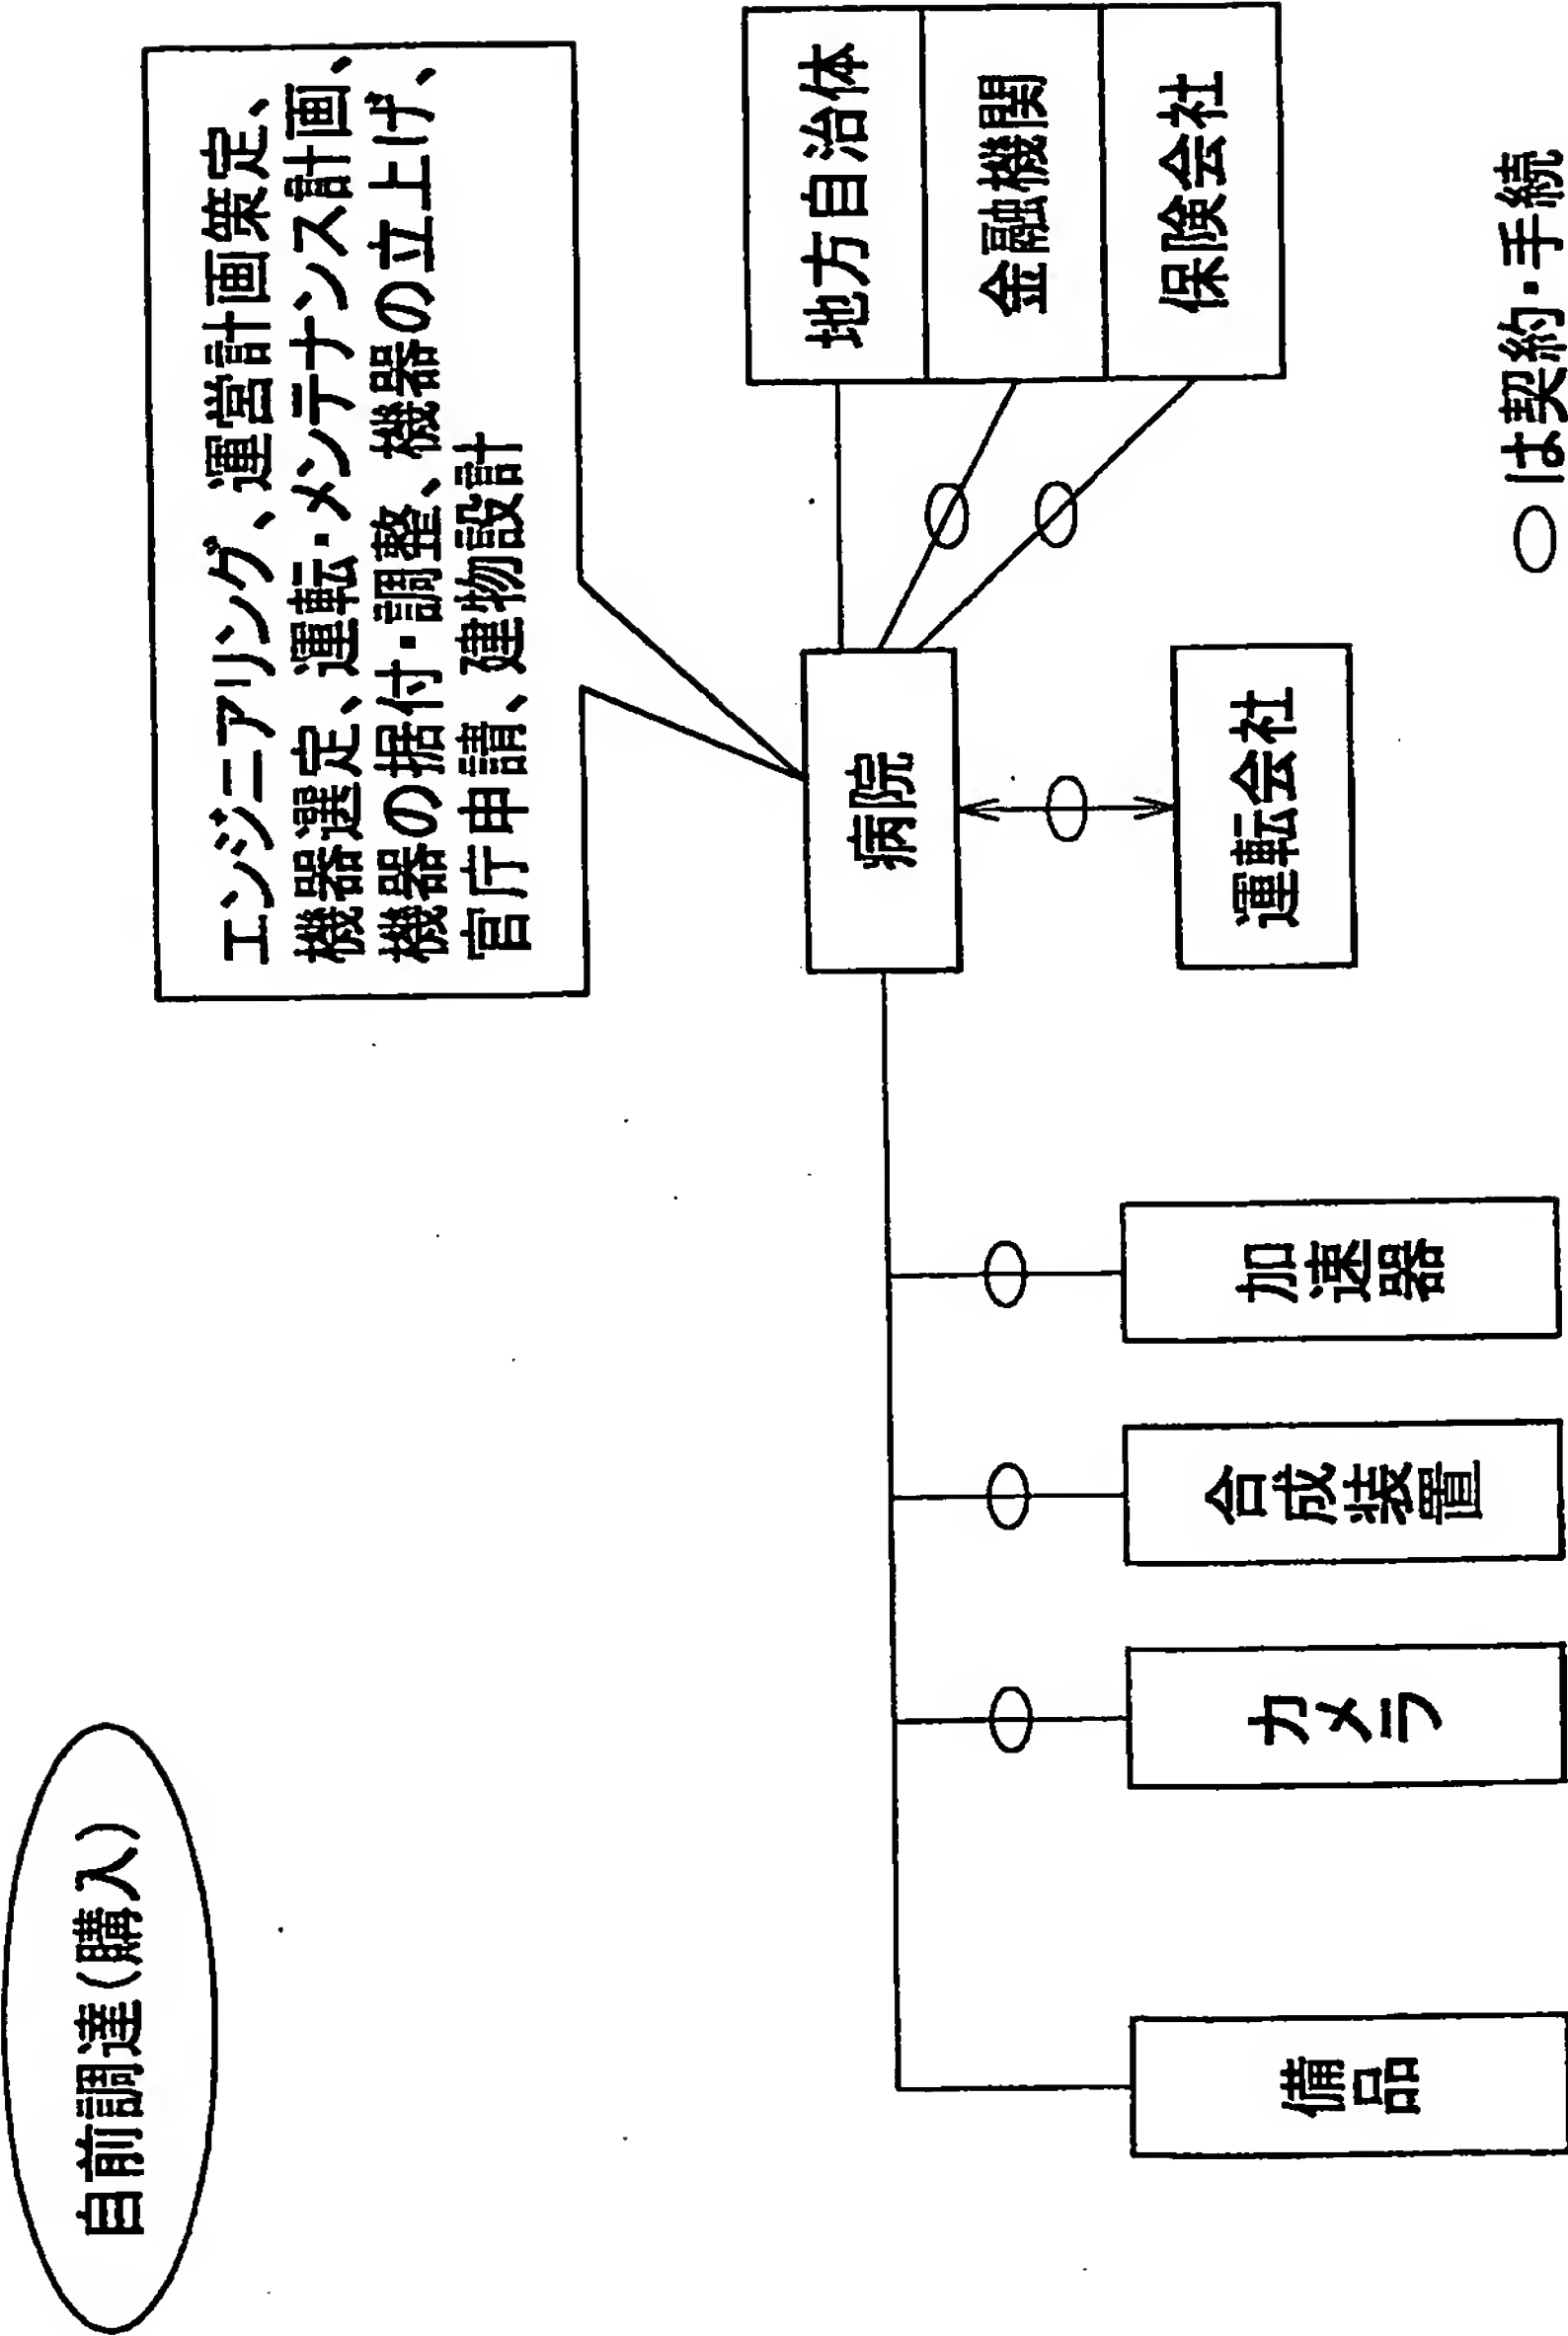 自前調達(購入)
エンジニアリング、運営計画策定、
機器選定、運転・メンテナンス計画、
機器の据付・調整、機器の立上げ、
官庁申請、建物設計
病院
地方自治体
金融機関
保険会社
運転会社
備品
カメラ
合成装置
加速器
○は契約・手続